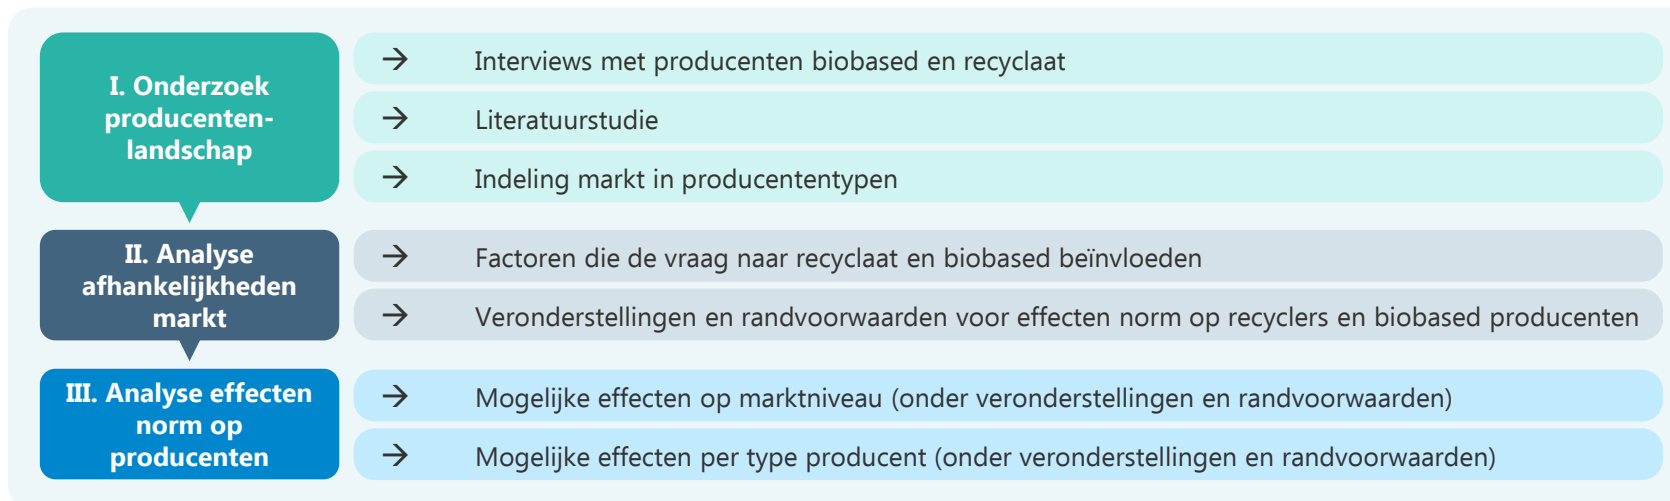 I. Onderzoek
producenten-
landschap
→ Interviews met producenten biobased en recyclaat
→ Literatuurstudie
→ Indeling markt in producententypen
II. Analyse
afhankelijkheden
markt
→ Factoren die de vraag naar recyclaat en biobased beïnvloeden
→ Veronderstellingen en randvoorwaarden voor effecten norm op recyclers en biobased producenten
III. Analyse effecten
norm op
producenten
→ Mogelijke effecten op marktniveau (onder veronderstellingen en randvoorwaarden)
→ Mogelijke effecten per type producent (onder veronderstellingen en randvoorwaarden)